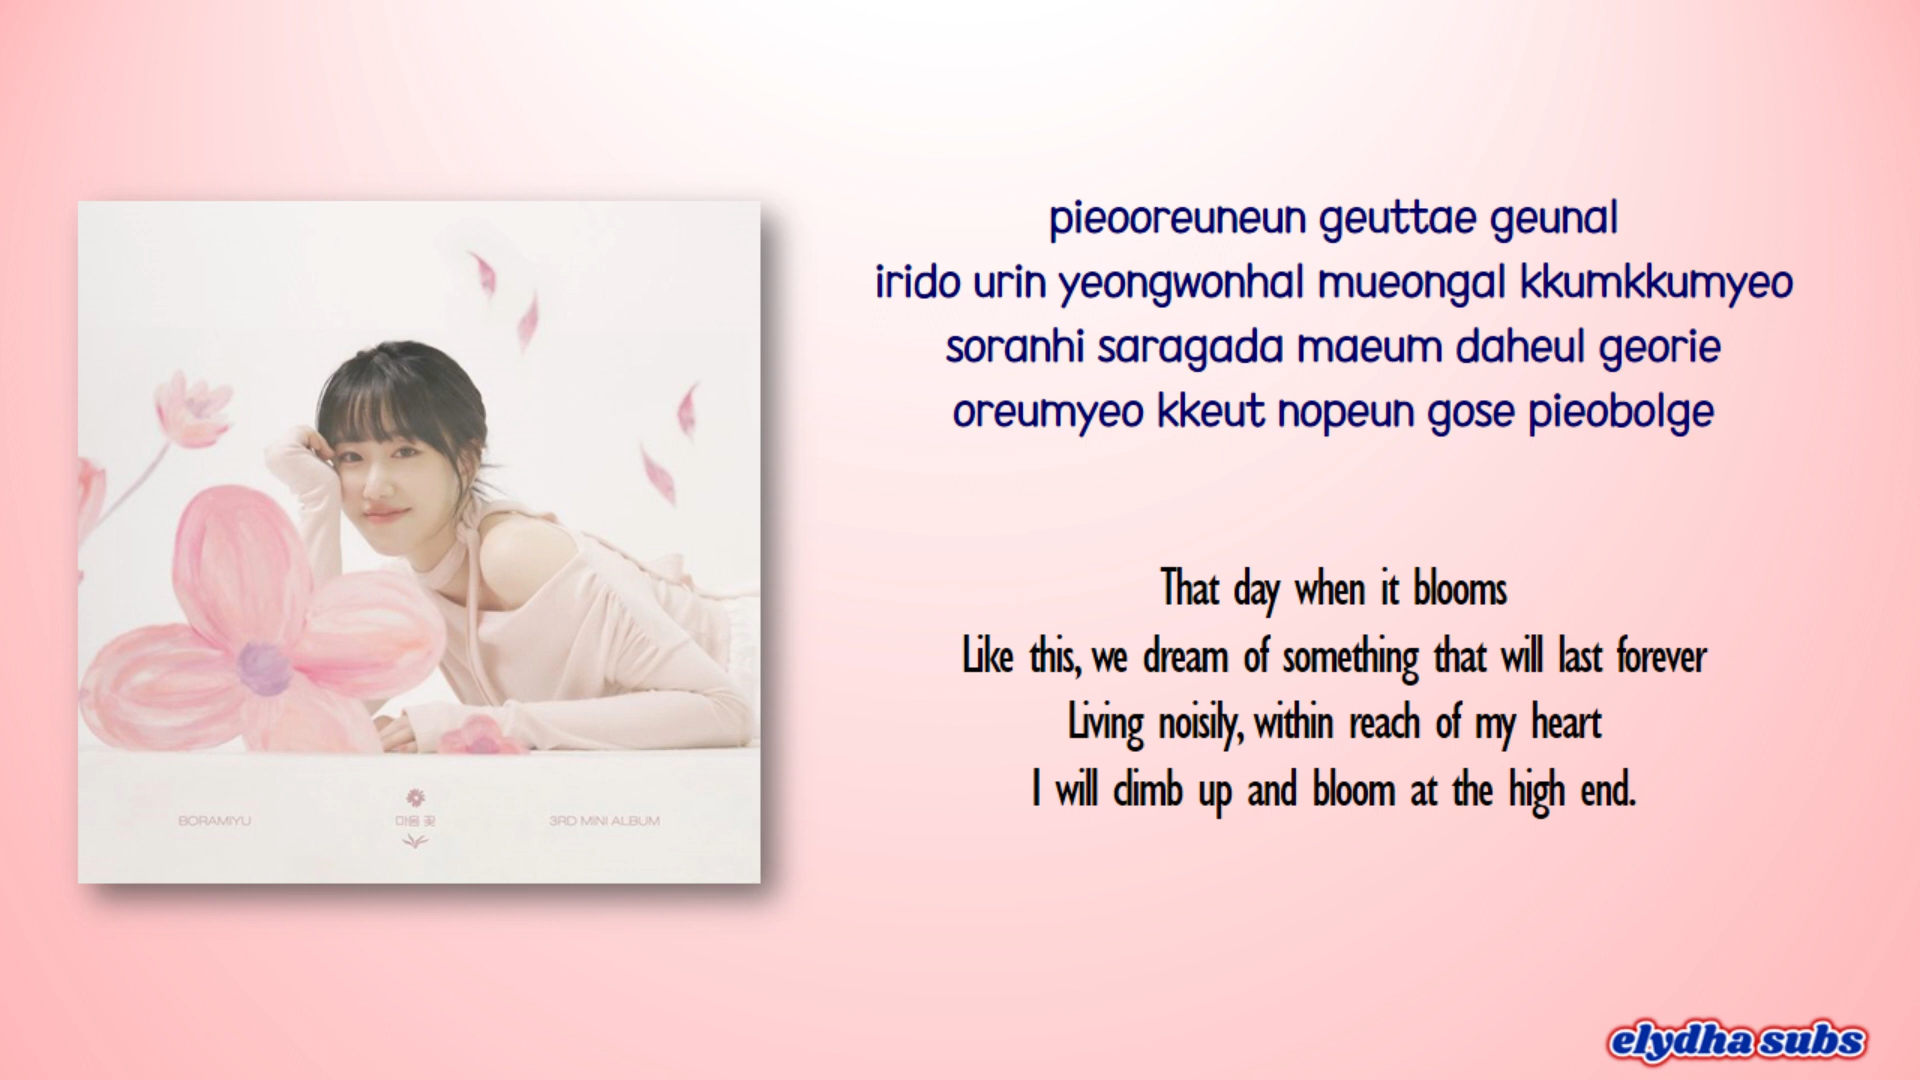 pieooreuneun geuttae geunal
irido urin yeongwonhal mueongal kkumkkumyeo
soranhi saragada maeum daheul georie
oreumyeo kkeut nopeun gose pieobolge
That day when it blooms
Like this, we dream of something that will last forever
Living noisily, within reach of my heart
I will climb up and bloom at the high end.
BORAMIYU
마음 꽃
3RD MINI ALBUM
elydha subs